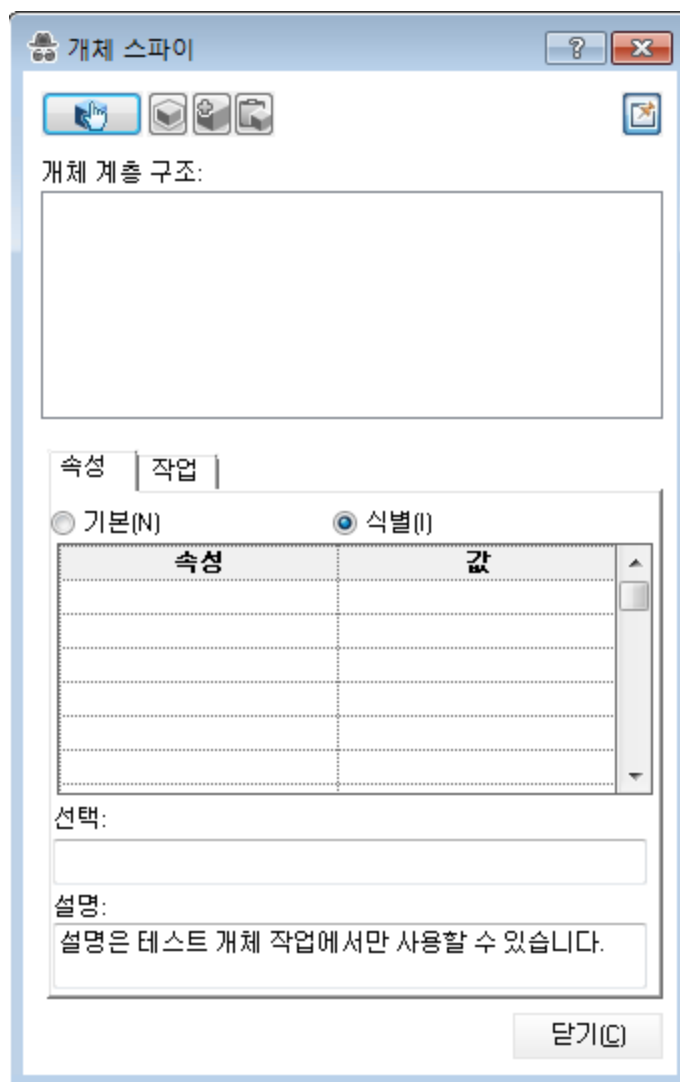 개체 스파이
개체 계층 구조:
속성 작업
기본(N) 식별(I)
속성 값
선택:
설명:
설명은 테스트 개체 작업에서만 사용할 수 있습니다.
닫기(C)